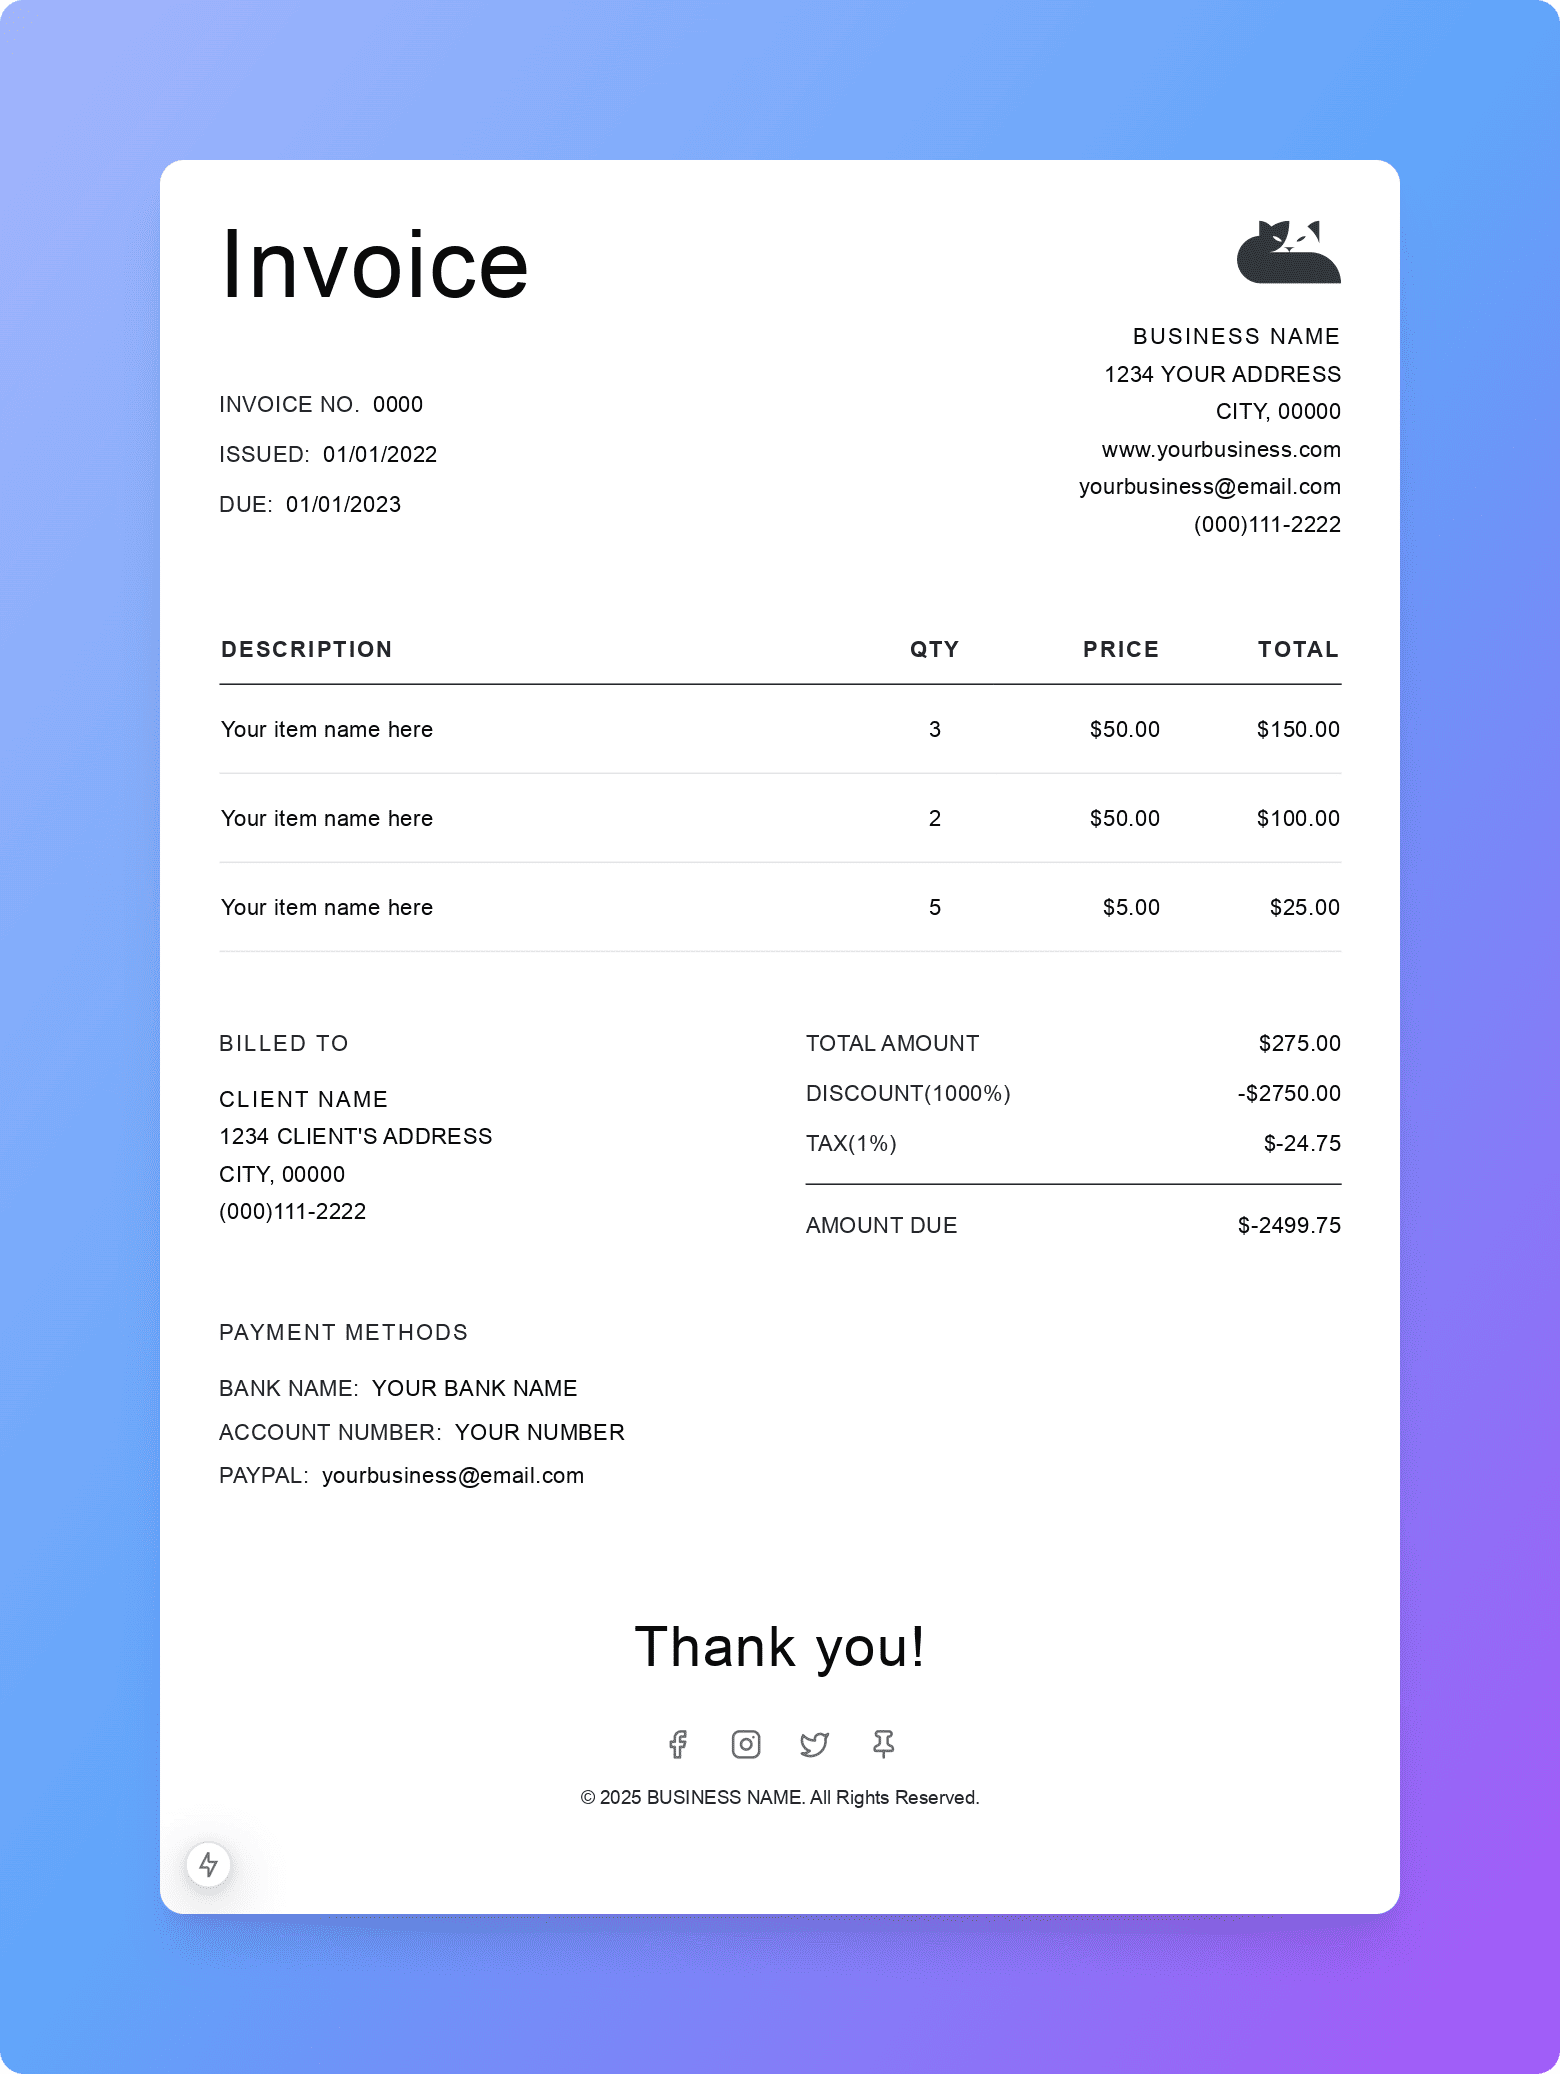 Invoice
INVOICE NO. 0000
ISSUED: 01/01/2022
DUE: 01/01/2023
BUSINESS NAME
1234 YOUR ADDRESS
CITY, 00000
www.yourbusiness.com
yourbusiness@email.com
(000)111-2222
DESCRIPTION QTY PRICE TOTAL
Your item name here 3 $50.00 $150.00
Your item name here 2 $50.00 $100.00
Your item name here 5 $5.00 $25.00
BILLED TO
CLIENT NAME
1234 CLIENT'S ADDRESS
CITY, 00000
(000)111-2222
TOTAL AMOUNT $275.00
DISCOUNT(1000%) -$2750.00
TAX(1%) $-24.75
AMOUNT DUE $-2499.75
PAYMENT METHODS
BANK NAME: YOUR BANK NAME
ACCOUNT NUMBER: YOUR NUMBER
PAYPAL: yourbusiness@email.com
Thank you!
© 2025 BUSINESS NAME. All Rights Reserved.